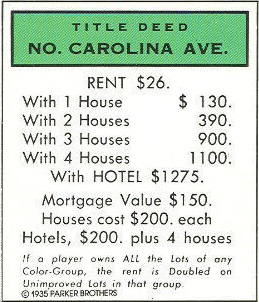 TITLE DEED
NO. CAROLINA AVE.
RENT $26.
With 1 House $ 130.
With 2 Houses 390.
With 3 Houses 900.
With 4 Houses 1100.
With HOTEL $1275.
Mortgage Value $150.
Houses cost $200. each
Hotels, $200. plus 4 houses
If a player owns ALL the Lots of any
Color-Group, the rent is Doubled on
Unimproved Lots in that group.
© 1935 PARKER BROTHERS